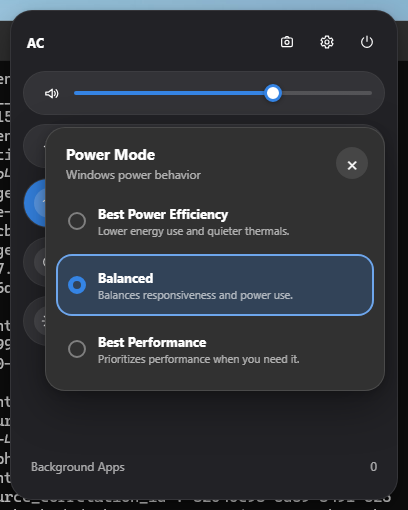 AC
Power Mode
Windows power behavior
Best Power Efficiency
Lower energy use and quieter thermals.
Balanced
Balances responsiveness and power use.
Best Performance
Prioritizes performance when you need it.
Background Apps 0